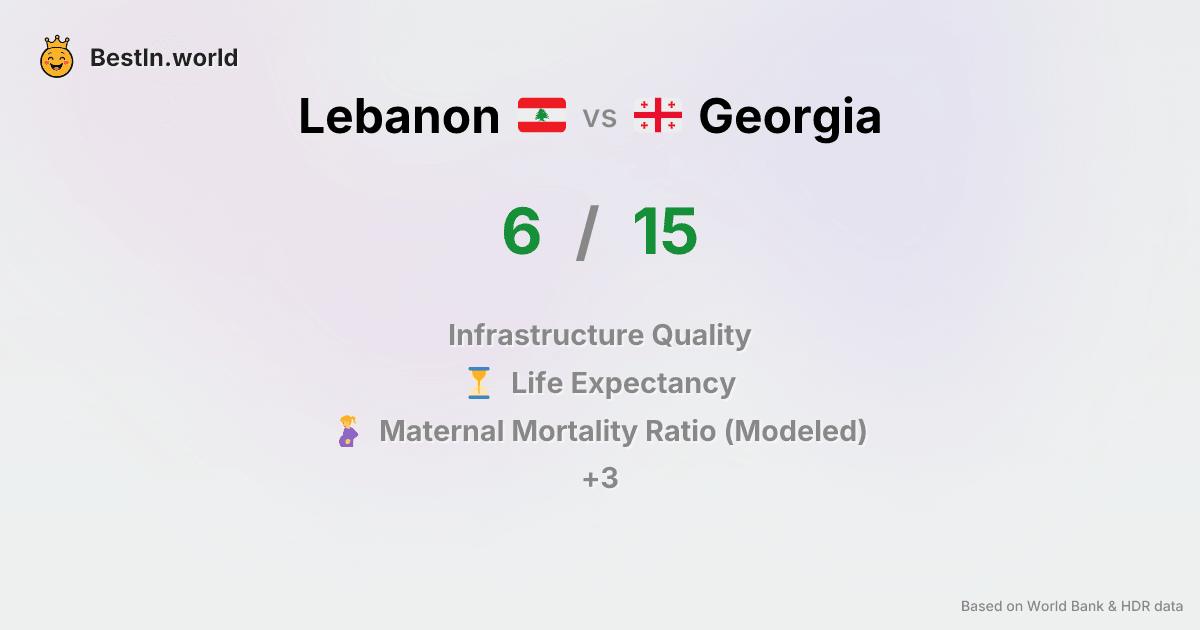 BestIn.world
Lebanon vs Georgia
6 / 15
Infrastructure Quality
Life Expectancy
Maternal Mortality Ratio (Modeled)
+3
Based on World Bank & HDR data